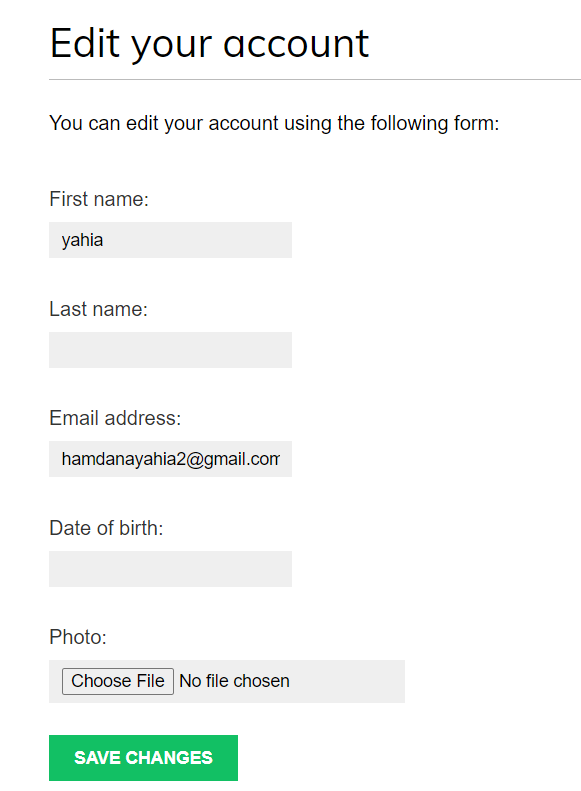 Edit your account
You can edit your account using the following form:
First name:
yahia
Last name:
Email address:
hamdanayahia2@gmail.com
Date of birth:
Photo:
Choose File No file chosen
SAVE CHANGES